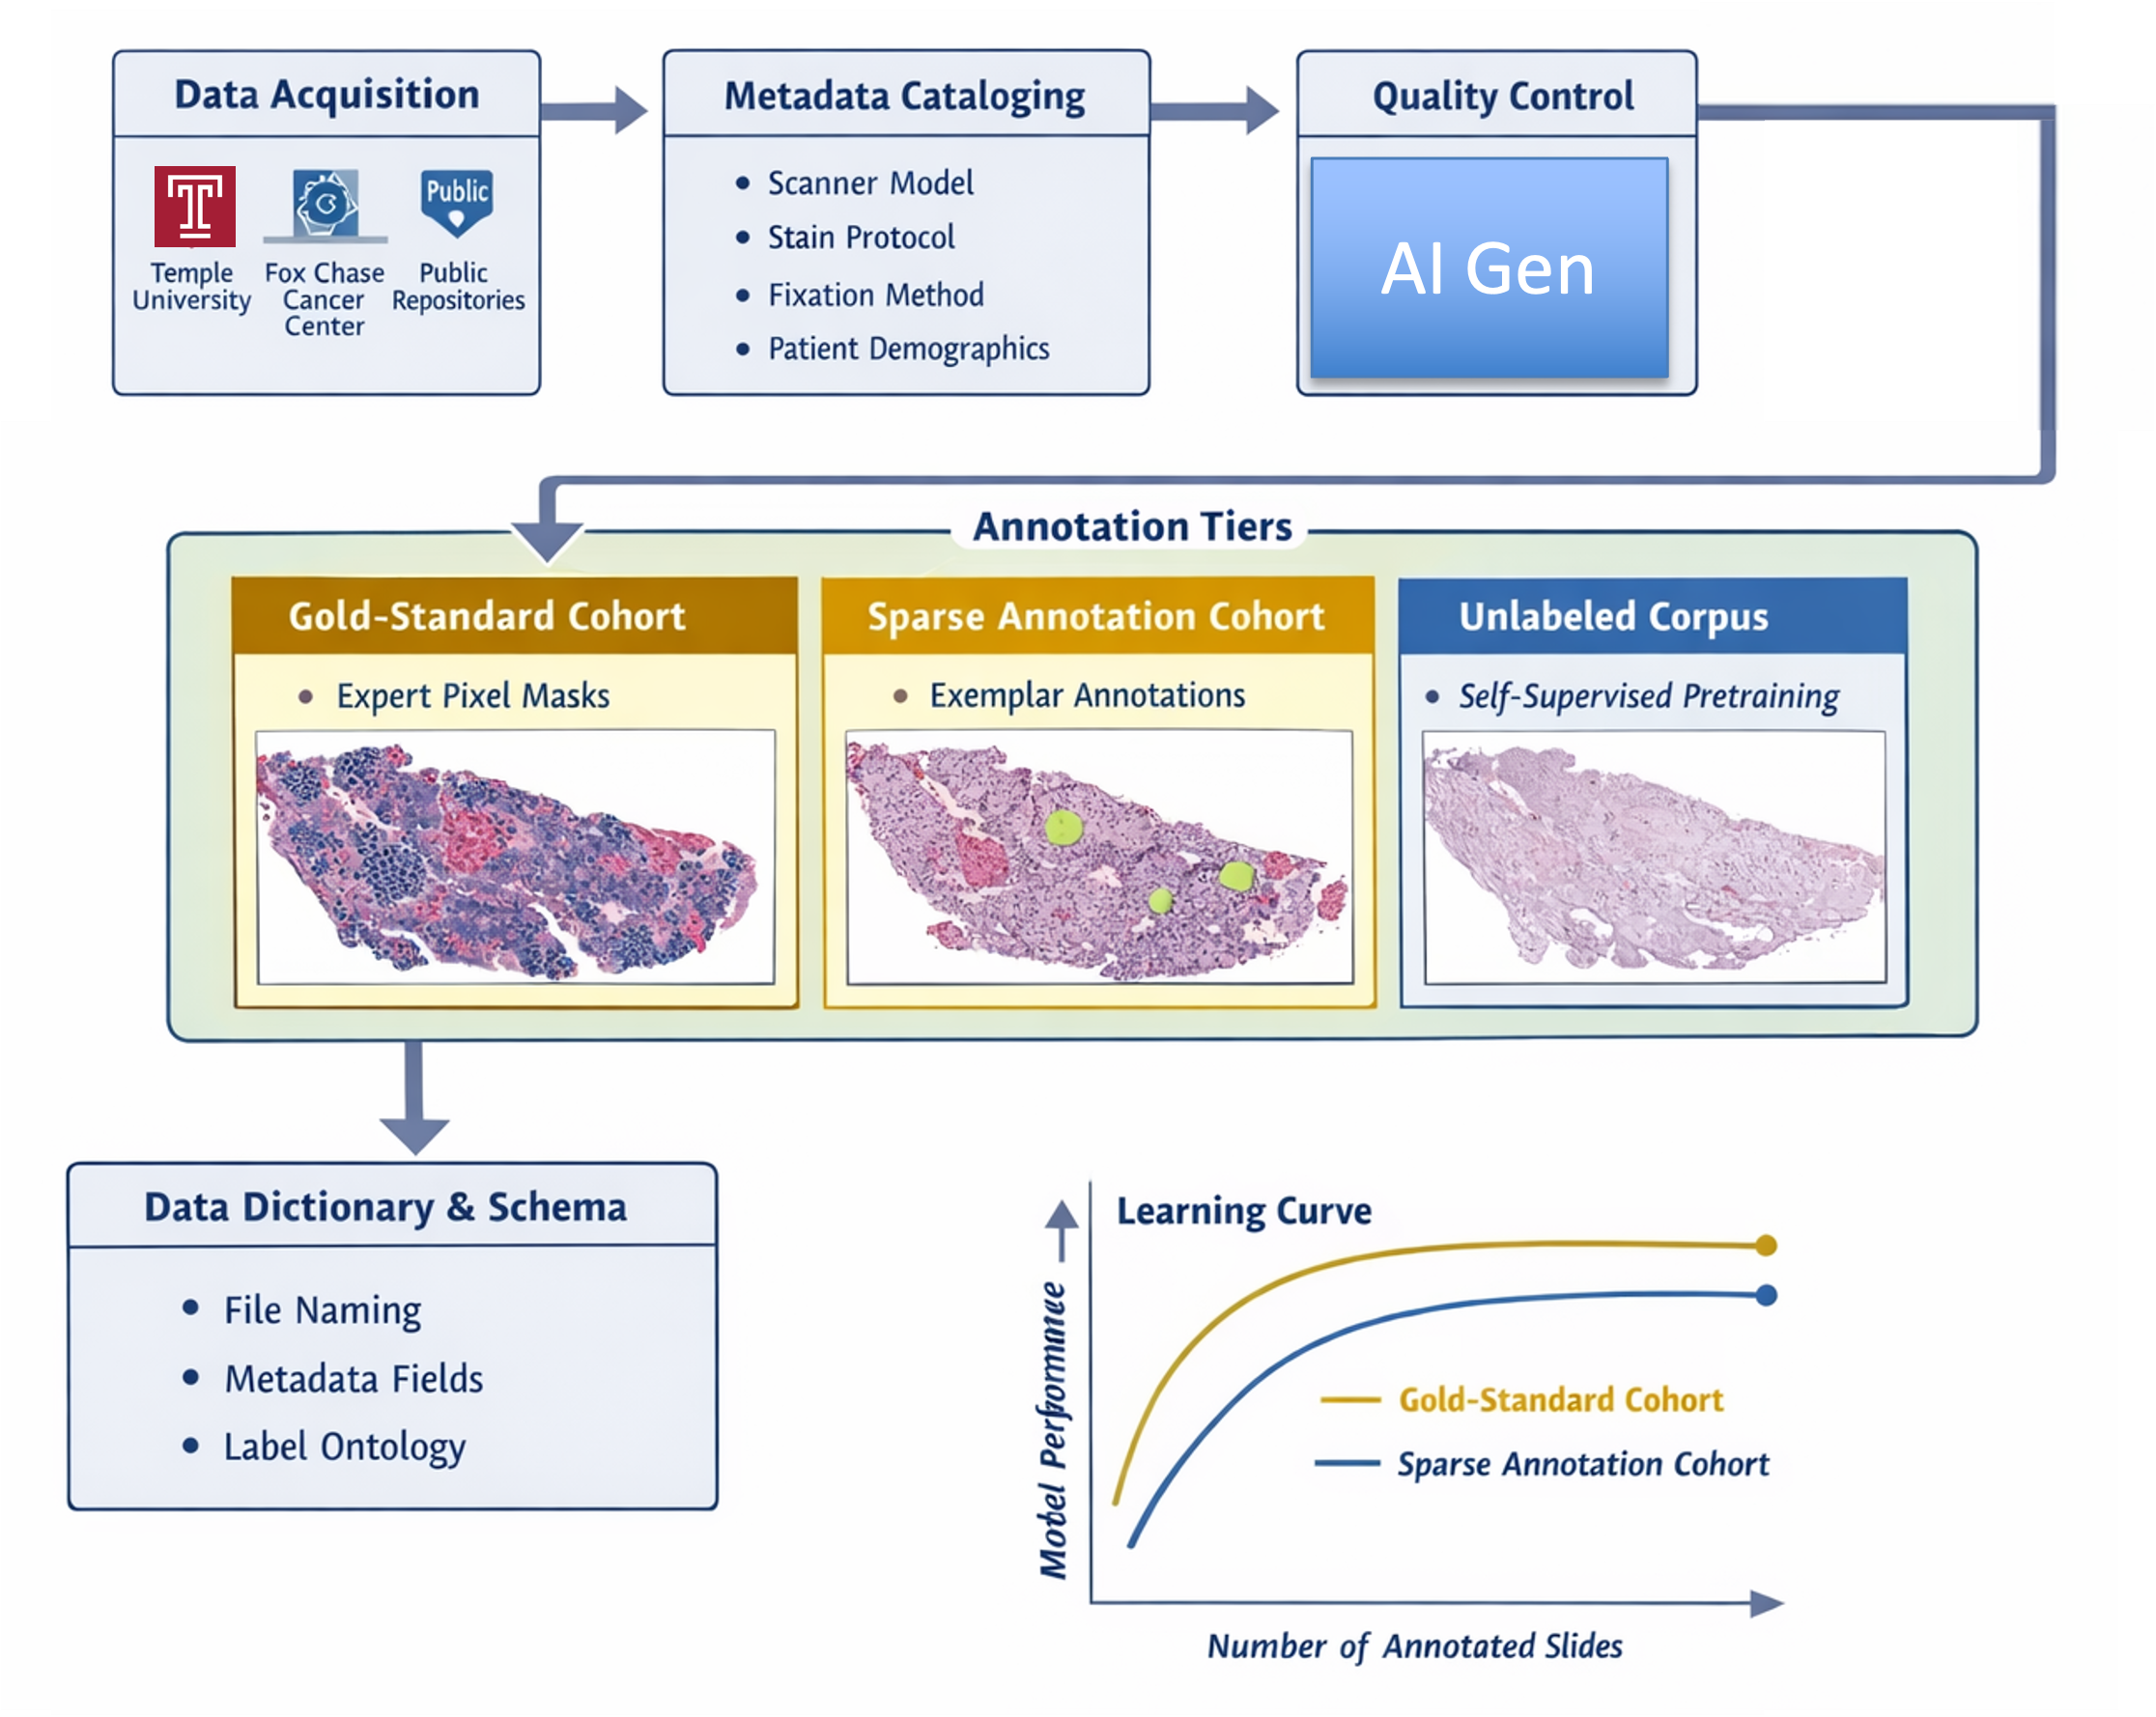 Data Acquisition
Public
Temple
University
Fox Chase
Cancer
Center
Public
Repositories
Metadata Cataloging
• Scanner Model
• Stain Protocol
• Fixation Method
• Patient Demographics
Quality Control
AI Gen
Annotation Tiers
Gold-Standard Cohort
• Expert Pixel Masks
Sparse Annotation Cohort
• Exemplar Annotations
Unlabeled Corpus
• Self-Supervised Pretraining
Data Dictionary & Schema
• File Naming
• Metadata Fields
• Label Ontology
Learning Curve
Gold-Standard Cohort
Sparse Annotation Cohort
Number of Annotated Slides